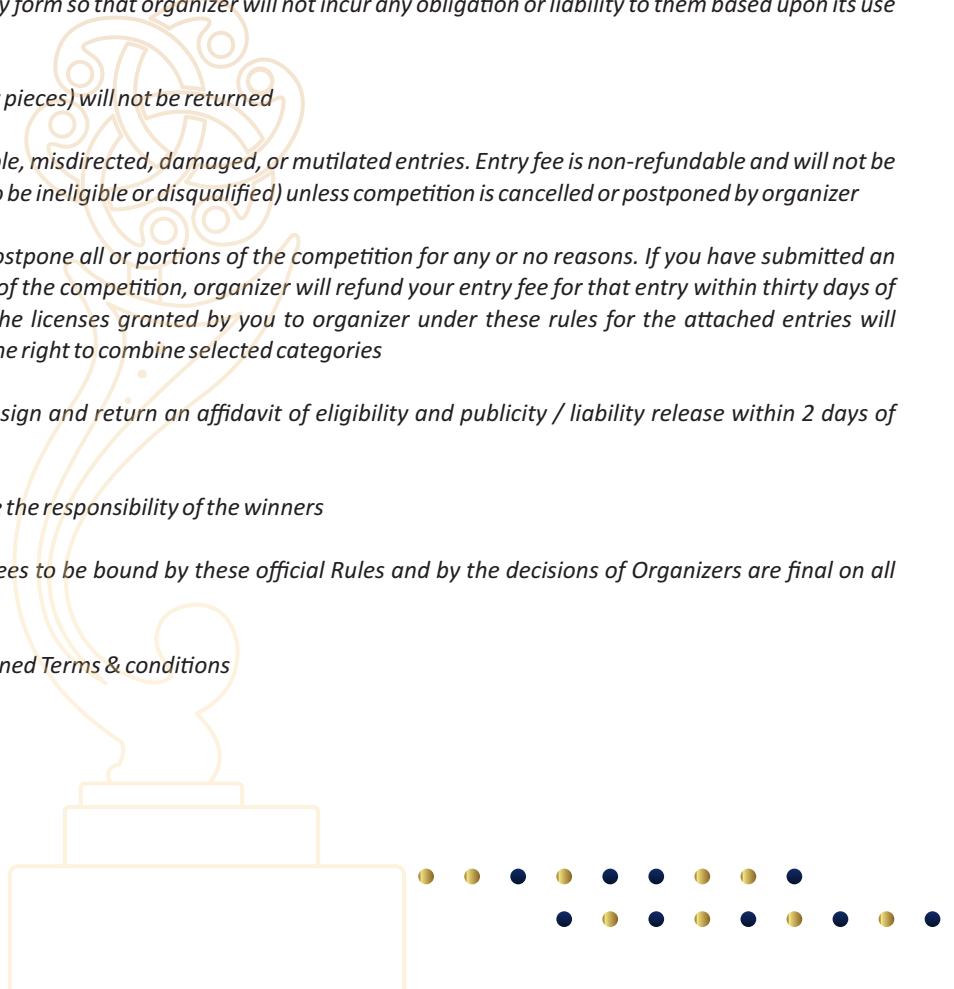 form so that organizer will not incur any obligation or liability to them based upon its use
pieces) will not be returned
misdirected, damaged, or mutilated entries. Entry fee is non-refundable and will not be
be ineligible or disqualified) unless competition is cancelled or postponed by organizer
all or portions of the competition for any or no reasons. If you have submitted an
of the competition, organizer will refund your entry fee for that entry within thirty days of
licenses granted by you to organizer under these rules for the attached entries will
right to combine selected categories
sign and return an affidavit of eligibility and publicity / liability release within 2 days of
the responsibility of the winners
to be bound by these official Rules and by the decisions of Organizers are final on all
Terms & conditions